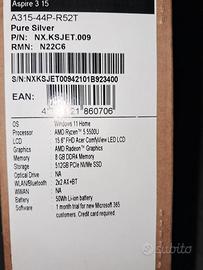 Aspire 3 15
A315-44P-R52T
Pure Silver
P/N: NX.KSJET.009
RMN: N22C6
SN:NXKSJET00942101B923400
EAN:
860706
OS Windows 11 Home
Processor AMD Ryzen™ 5 5500U
LCD 15.6" FHD Acer ComfyView LED LCD
Graphics AMD Radeon™ Graphics
Memory 8 GB DDR4 Memory
Storage 512GB PCIe NVMe SSD
Optical Drive NA
WLAN/Bluetooth 2x2 AX+BT
WWAN NA
Battery 50Wh Li-ion battery
Software 1 month trial for new Microsoft 365
customers. Credit card required.
subito